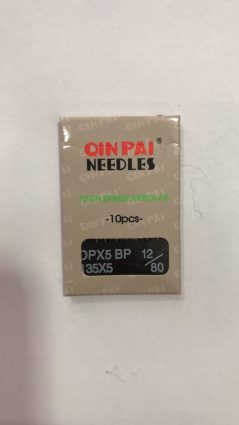 QIN PAI ®
NEEDLES
HIGH SPEED NEEDLES
-10pcs-
DPX5 BP 12/80
135X5